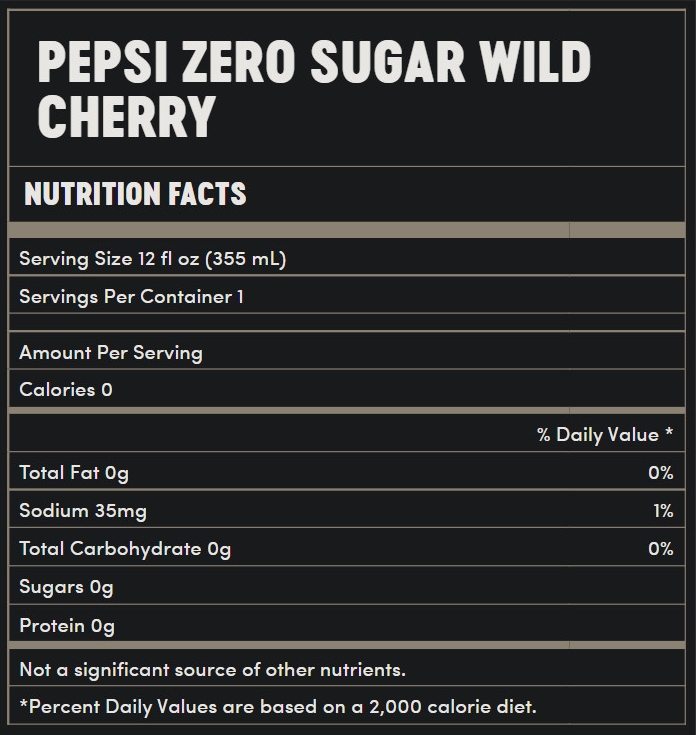 PEPSI ZERO SUGAR WILD
CHERRY
NUTRITION FACTS
Serving Size 12 fl oz (355 mL)
Servings Per Container 1
Amount Per Serving
Calories 0
% Daily Value *
Total Fat 0g 0%
Sodium 35mg 1%
Total Carbohydrate 0g 0%
Sugars 0g
Protein 0g
Not a significant source of other nutrients.
*Percent Daily Values are based on a 2,000 calorie diet.